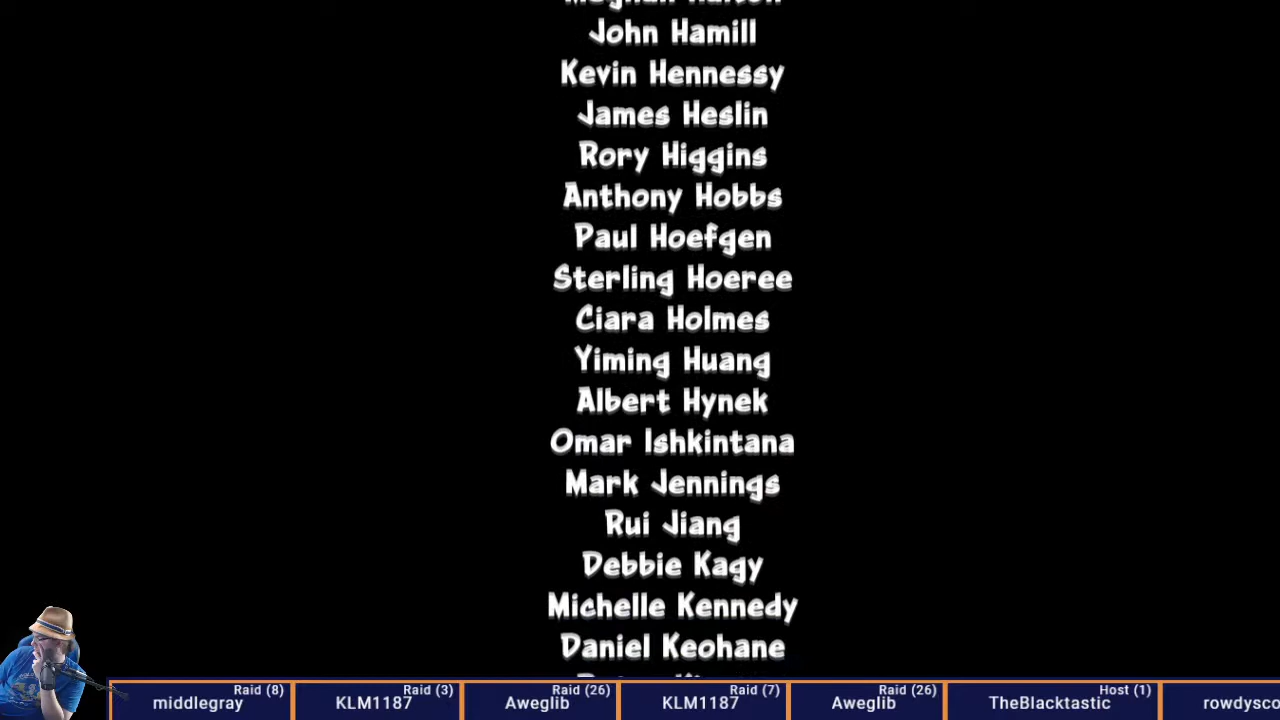 John Hamill
Kevin Hennessy
James Heslin
Rory Higgins
Anthony Hobbs
Paul Hoefgen
Sterling Hoeree
Ciara Holmes
Yiming Huang
Albert Hynek
Omar Ishkintana
Mark Jennings
Rui Jiang
Debbie Kagy
Michelle Kennedy
Daniel Keohane
Raid (8)
middlegray
Raid (3)
KLM1187
Raid (26)
Aweglib
Raid (7)
KLM1187
Raid (26)
Aweglib
Host (1)
TheBlacktastic
rowdysco